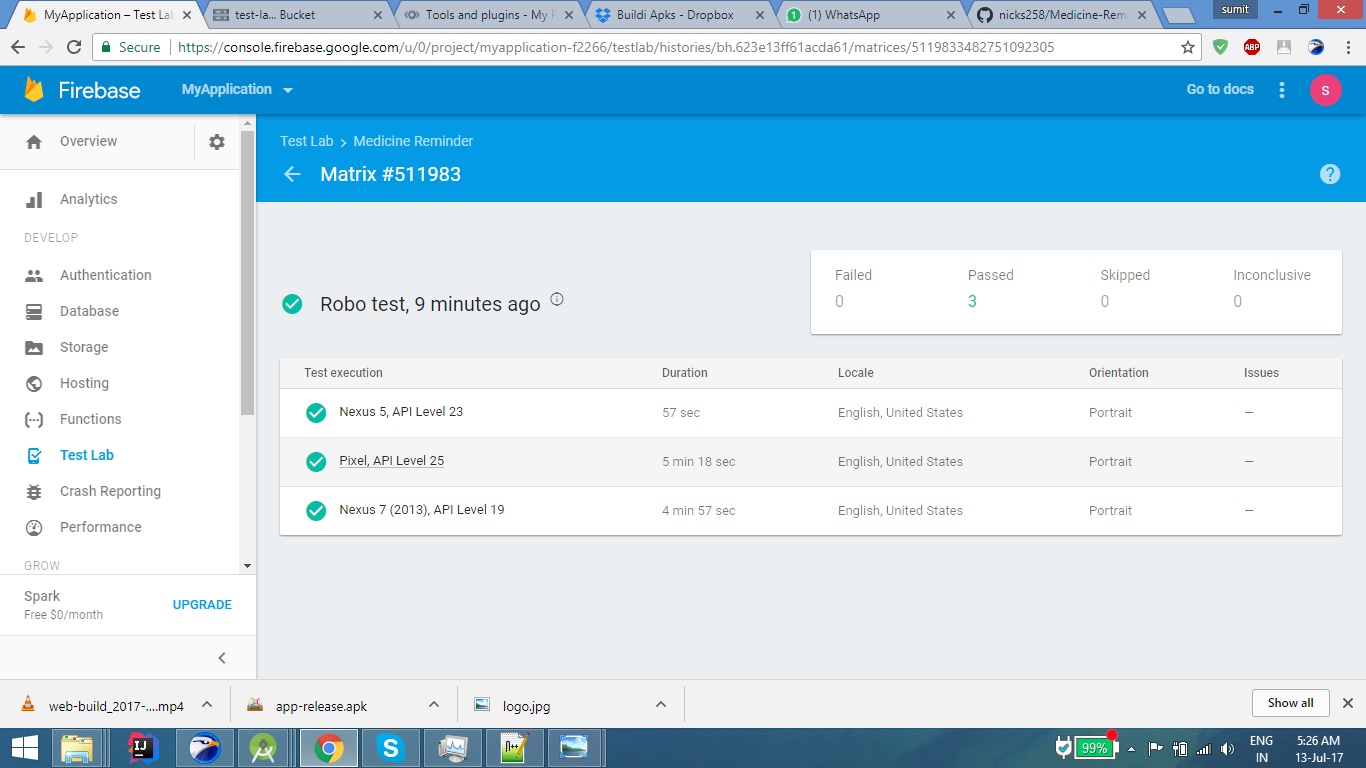 MyApplication – Test La
test-la... Bucket
Tools and plugins - My P
Buildi Apks - Dropbox
(1) WhatsApp
nicks258/Medicine-Rem
sumit
Secure
https://console.firebase.google.com/u/0/project/myapplication-f2266/testlab/histories/bh.623e13ff61acda61/matrices/5119833482751092305
ABP
Firebase
MyApplication
Go to docs
S
Overview
Test Lab > Medicine Reminder
Matrix #511983
?
Analytics
DEVELOP
Authentication
Database
Storage
Hosting
Functions
Test Lab
Crash Reporting
Performance
GROW
Spark
Free $0/month
UPGRADE
Failed Passed Skipped Inconclusive
0 3 0 0
Robo test, 9 minutes ago
Test execution Duration Locale Orientation Issues
Nexus 5, API Level 23 57 sec English, United States Portrait —
Pixel, API Level 25 5 min 18 sec English, United States Portrait —
Nexus 7 (2013), API Level 19 4 min 57 sec English, United States Portrait —
web-build_2017-....mp4
app-release.apk
logo.jpg
Show all
IJ
S
99%
ENG
IN
5:26 AM
13-Jul-17